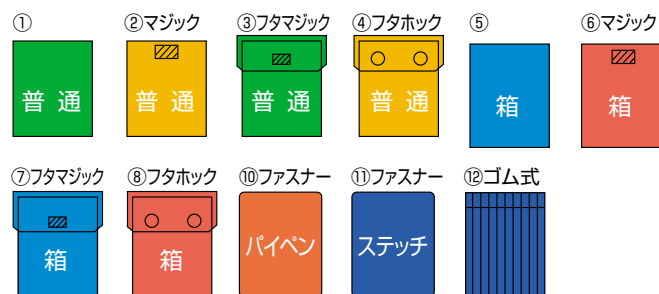 ① ②マジック ③フタマジック ④フタホック ⑤ ⑥マジック
普通 普通 普通 普通 箱 箱
⑦フタマジック ⑧フタホック ⑩ファスナー ⑪ファスナー ⑫ゴム式
箱 箱 パイペン ステッチ